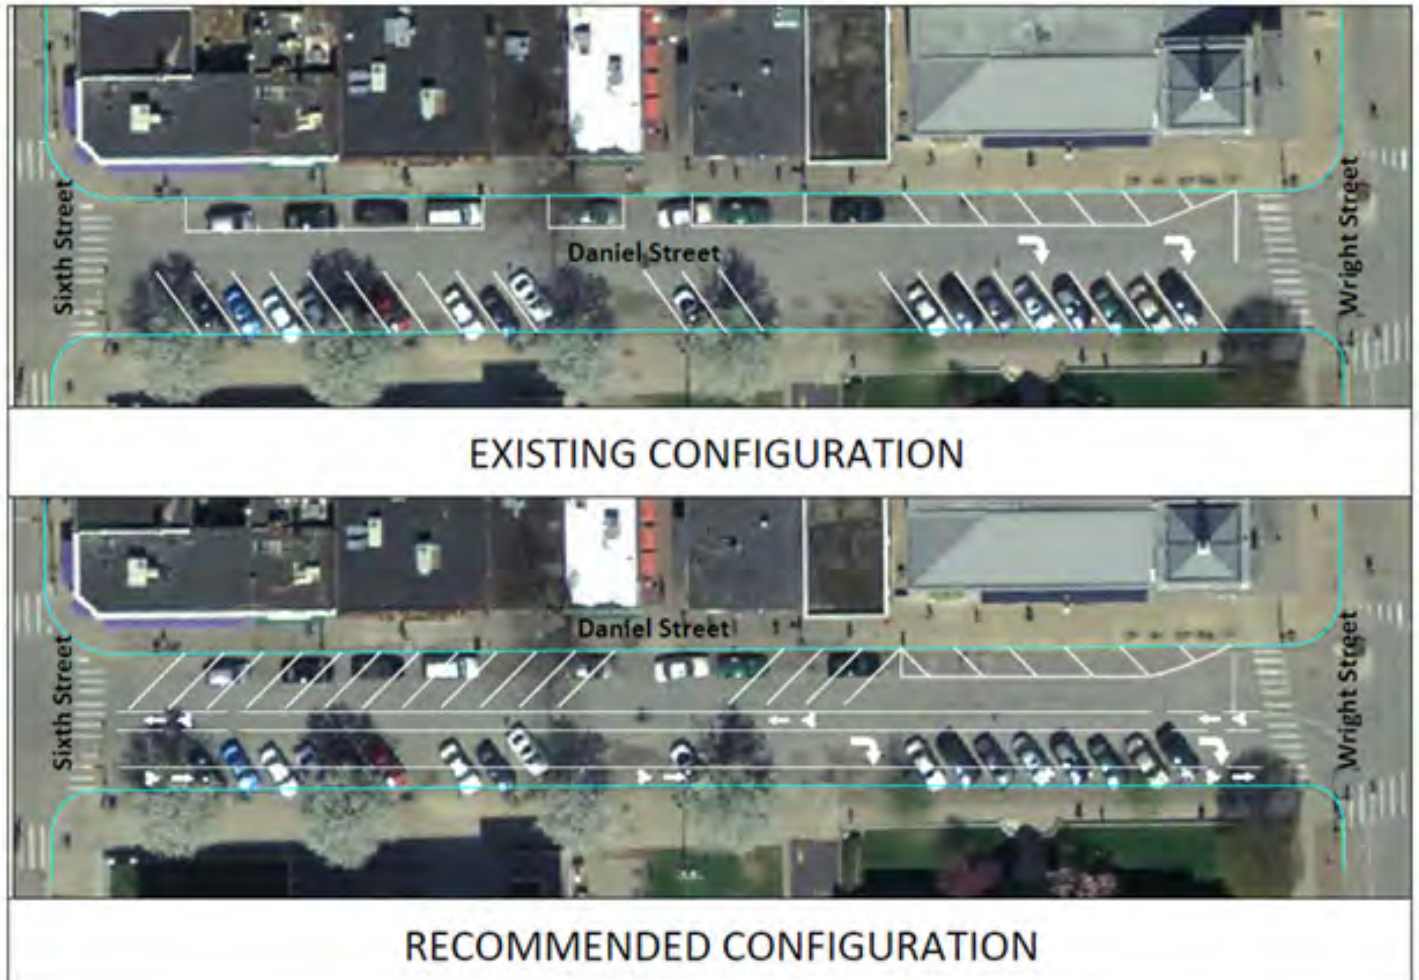 Sixth Street
Daniel Street
Wright Street
EXISTING CONFIGURATION
Daniel Street
Sixth Street
Wright Street
RECOMMENDED CONFIGURATION